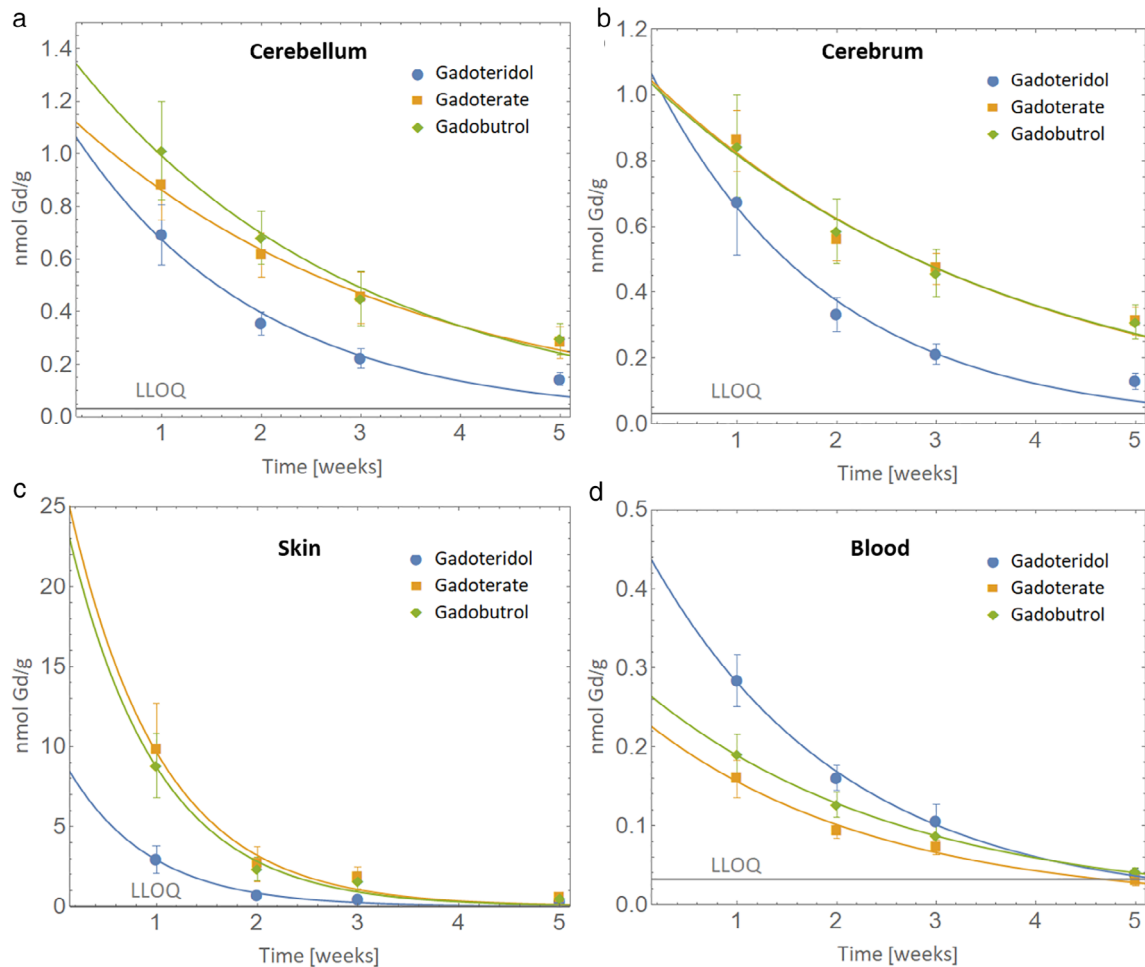 a
Cerebellum
Gadoteridol
Gadoterate
Gadobutrol
nmol Gd/g
1.4
1.2
1.0
0.8
0.6
0.4
0.2
0.0
LLOQ
1 2 3 4 5
Time [weeks]
b
Cerebrum
Gadoteridol
Gadoterate
Gadobutrol
nmol Gd/g
1.2
1.0
0.8
0.6
0.4
0.2
0.0
LLOQ
1 2 3 4 5
Time [weeks]
c
Skin
Gadoteridol
Gadoterate
Gadobutrol
nmol Gd/g
25
20
15
10
5
0
LLOQ
1 2 3 4 5
Time [weeks]
d
Blood
Gadoteridol
Gadoterate
Gadobutrol
nmol Gd/g
0.5
0.4
0.3
0.2
0.1
0.0
LLOQ
1 2 3 4 5
Time [weeks]